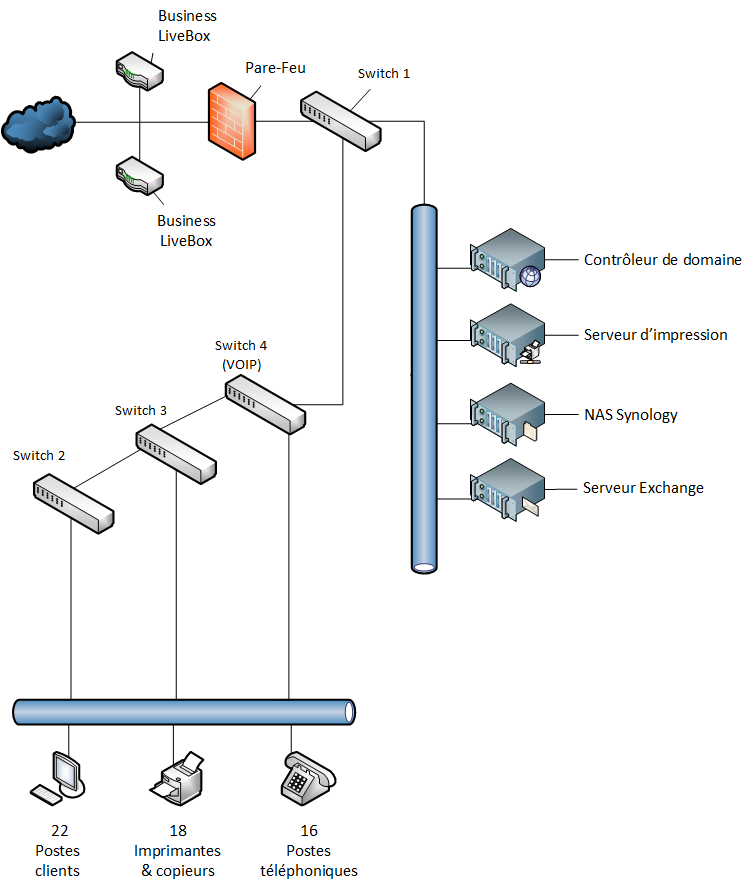 Business
LiveBox
Pare-Feu
Switch 1
Business
LiveBox
Contrôleur de domaine
Serveur d’impression
Switch 4
(VOIP)
Switch 3
NAS Synology
Switch 2
Serveur Exchange
22
Postes
clients
18
Imprimantes
& copieurs
16
Postes
téléphoniques